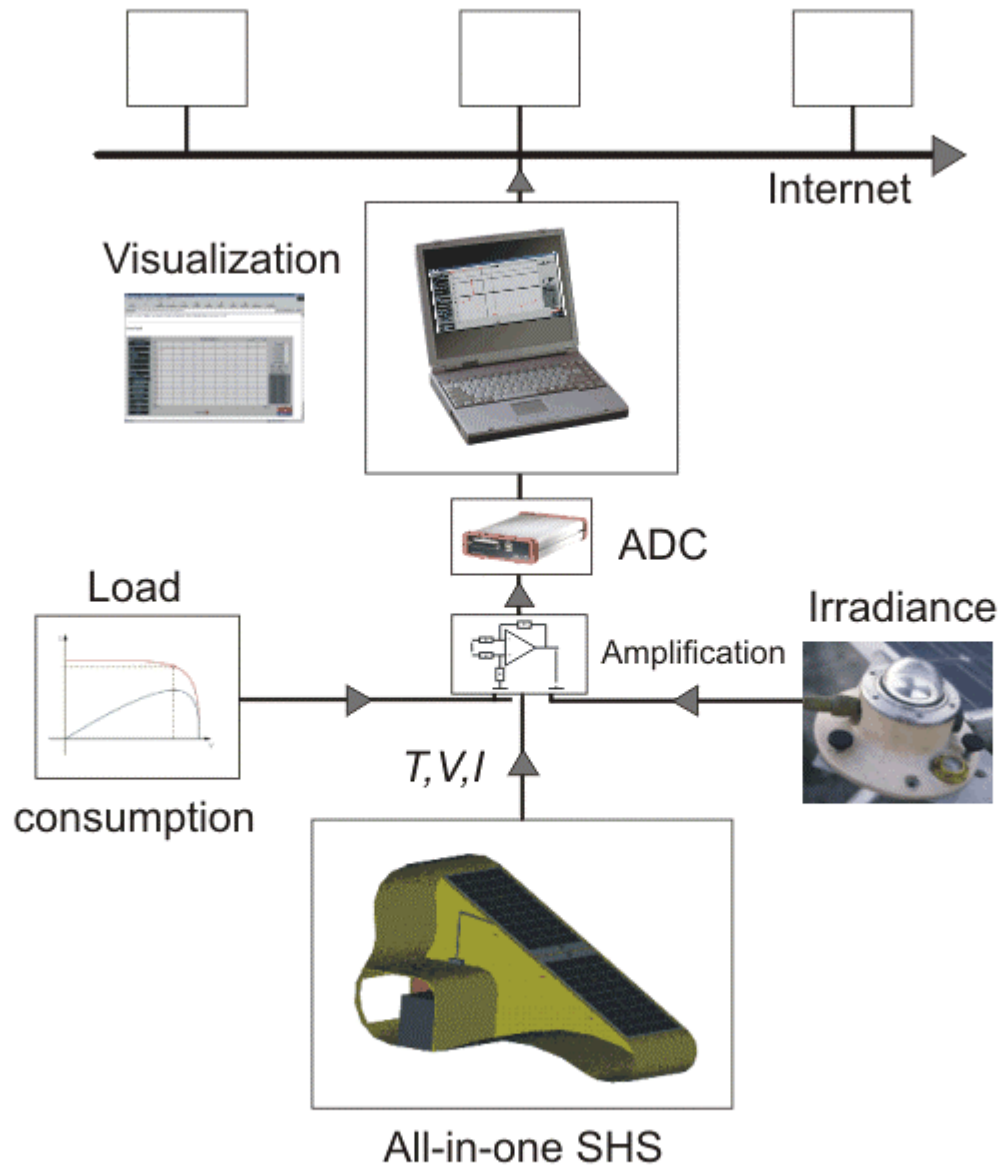 Internet
Visualization
ADC
Load
Irradiance
Amplification
T,V,I
consumption
All-in-one SHS